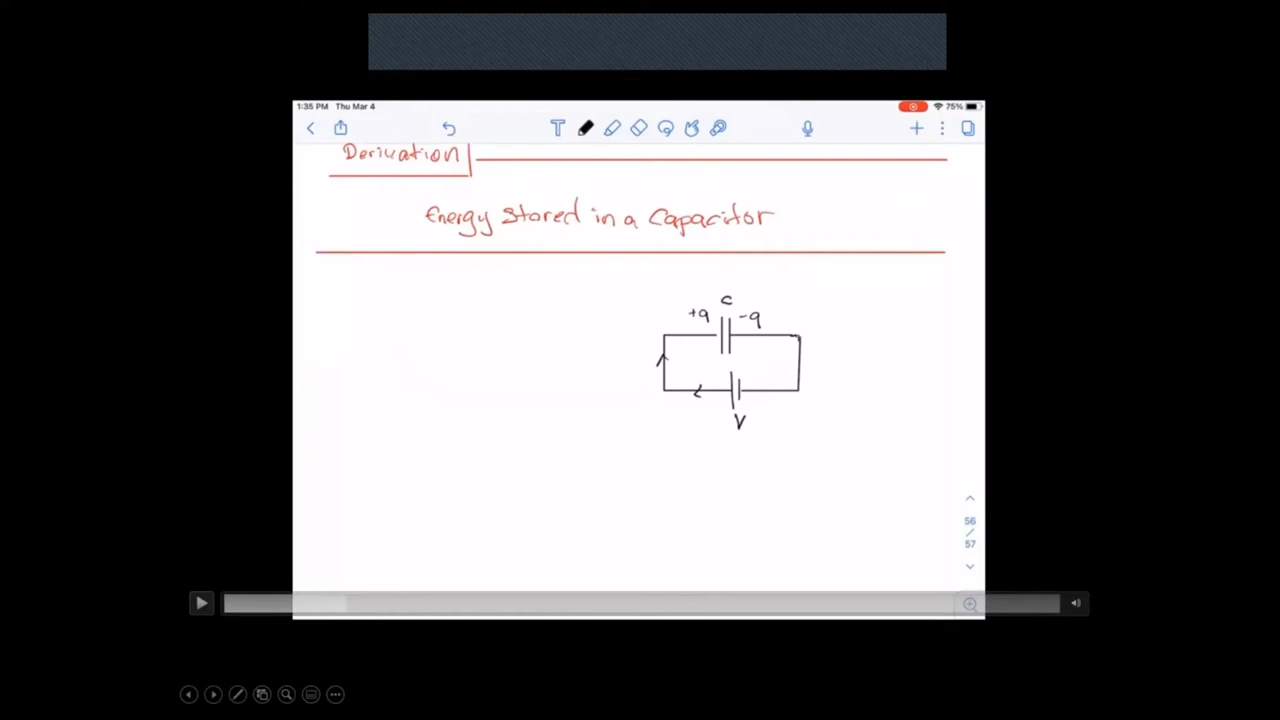 1:35 PM Thu Mar 4 75%
T
Derivation
Energy Stored in a Capacitor
C
+q -q
V
56
/
57